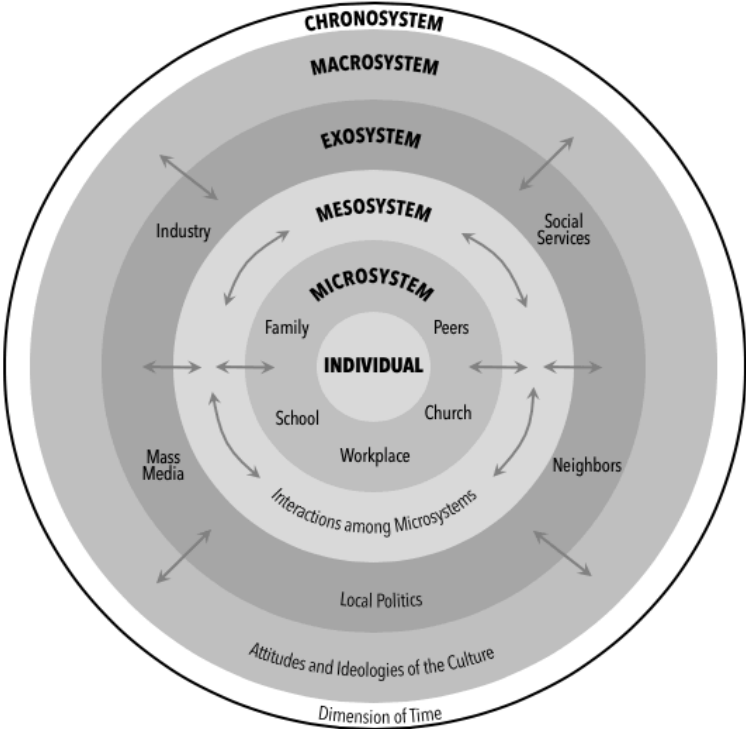 CHRONOSYSTEM
MACROSYSTEM
EXOSYSTEM
MESOSYSTEM
MICROSYSTEM
INDIVIDUAL
Industry
Social
Services
Family
Peers
School
Church
Workplace
Mass
Media
Neighbors
Interactions among Microsystems
Local Politics
Attitudes and Ideologies of the Culture
Dimension of Time